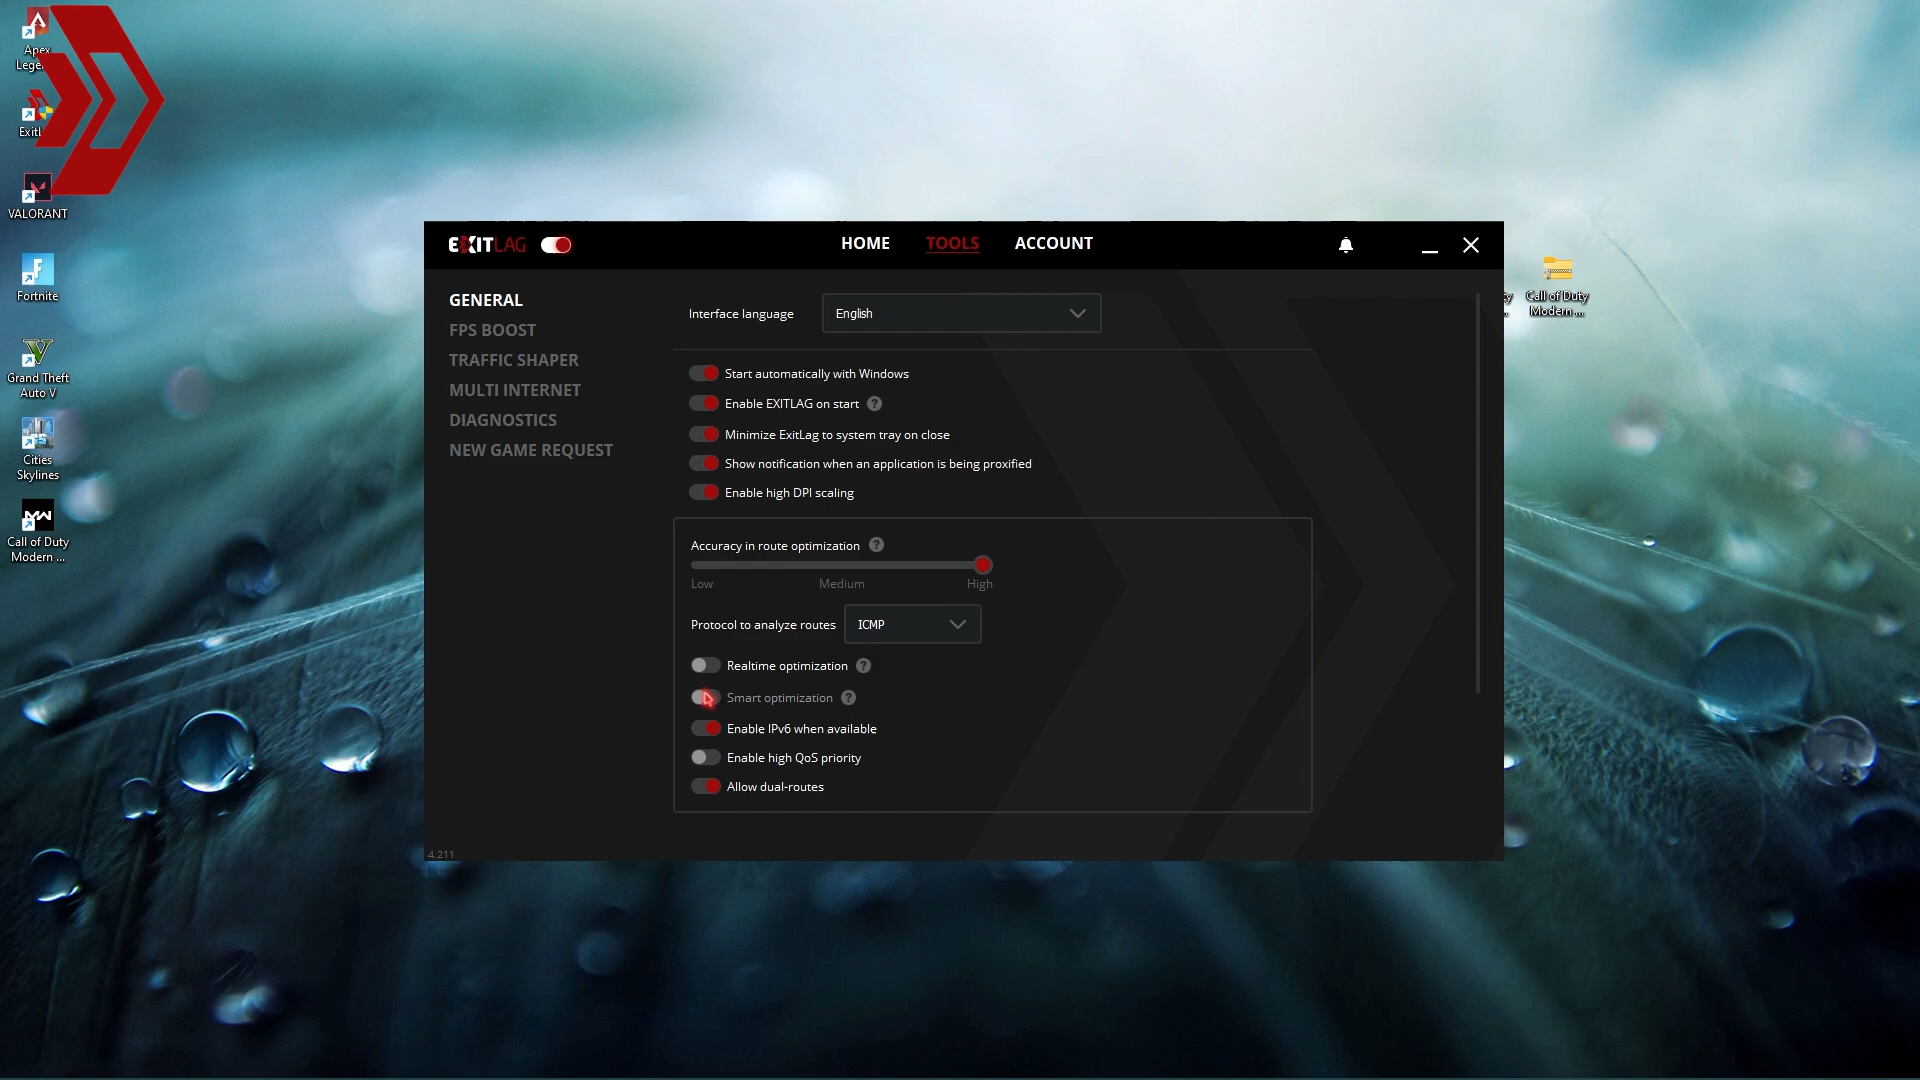 Apex
Lege
Exitl
VALORANT
Fortnite
Grand Theft
Auto V
Cities
Skylines
Call of Duty
Modern ...
EXITLAG
HOME
TOOLS
ACCOUNT
GENERAL
FPS BOOST
TRAFFIC SHAPER
MULTI INTERNET
DIAGNOSTICS
NEW GAME REQUEST
Interface language
English
Start automatically with Windows
Enable EXITLAG on start ?
Minimize ExitLag to system tray on close
Show notification when an application is being proxified
Enable high DPI scaling
Accuracy in route optimization ?
Low Medium High
Protocol to analyze routes ICMP
Realtime optimization ?
Smart optimization ?
Enable IPv6 when available
Enable high QoS priority
Allow dual-routes
4.211
Call of Duty
Modern ...